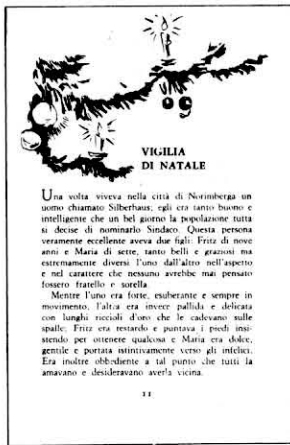 VIGILIA
DI NATALE
Una volta viveva nella città di Norimberga un
uomo chiamato Silberhaus; egli era tanto buono e
intelligente che un bel giorno la popolazione tutta
si decise di nominarlo Sindaco. Questa persona
veramente eccellente aveva due figli: Fritz di nove
anni e Maria di sette, tanto belli e graziosi ma
estremamente diversi l'uno dall'altro nell'aspetto
e nel carattere che nessuno avrebbe mai pensato
fossero fratello e sorella.
Mentre l'uno era forte, esuberante e sempre in
movimento, l'altra era invece pallida e delicata
con lunghi riccioli d'oro che le cadevano sulle
spalle; Fritz era testardo e puntava i piedi insi-
stendo per ottenere qualcosa e Maria era dolce,
gentile e portata istintivamente verso gli infelici.
Era inoltre obbediente a tal punto che tutti la
amavano e desideravano averla vicina.
11